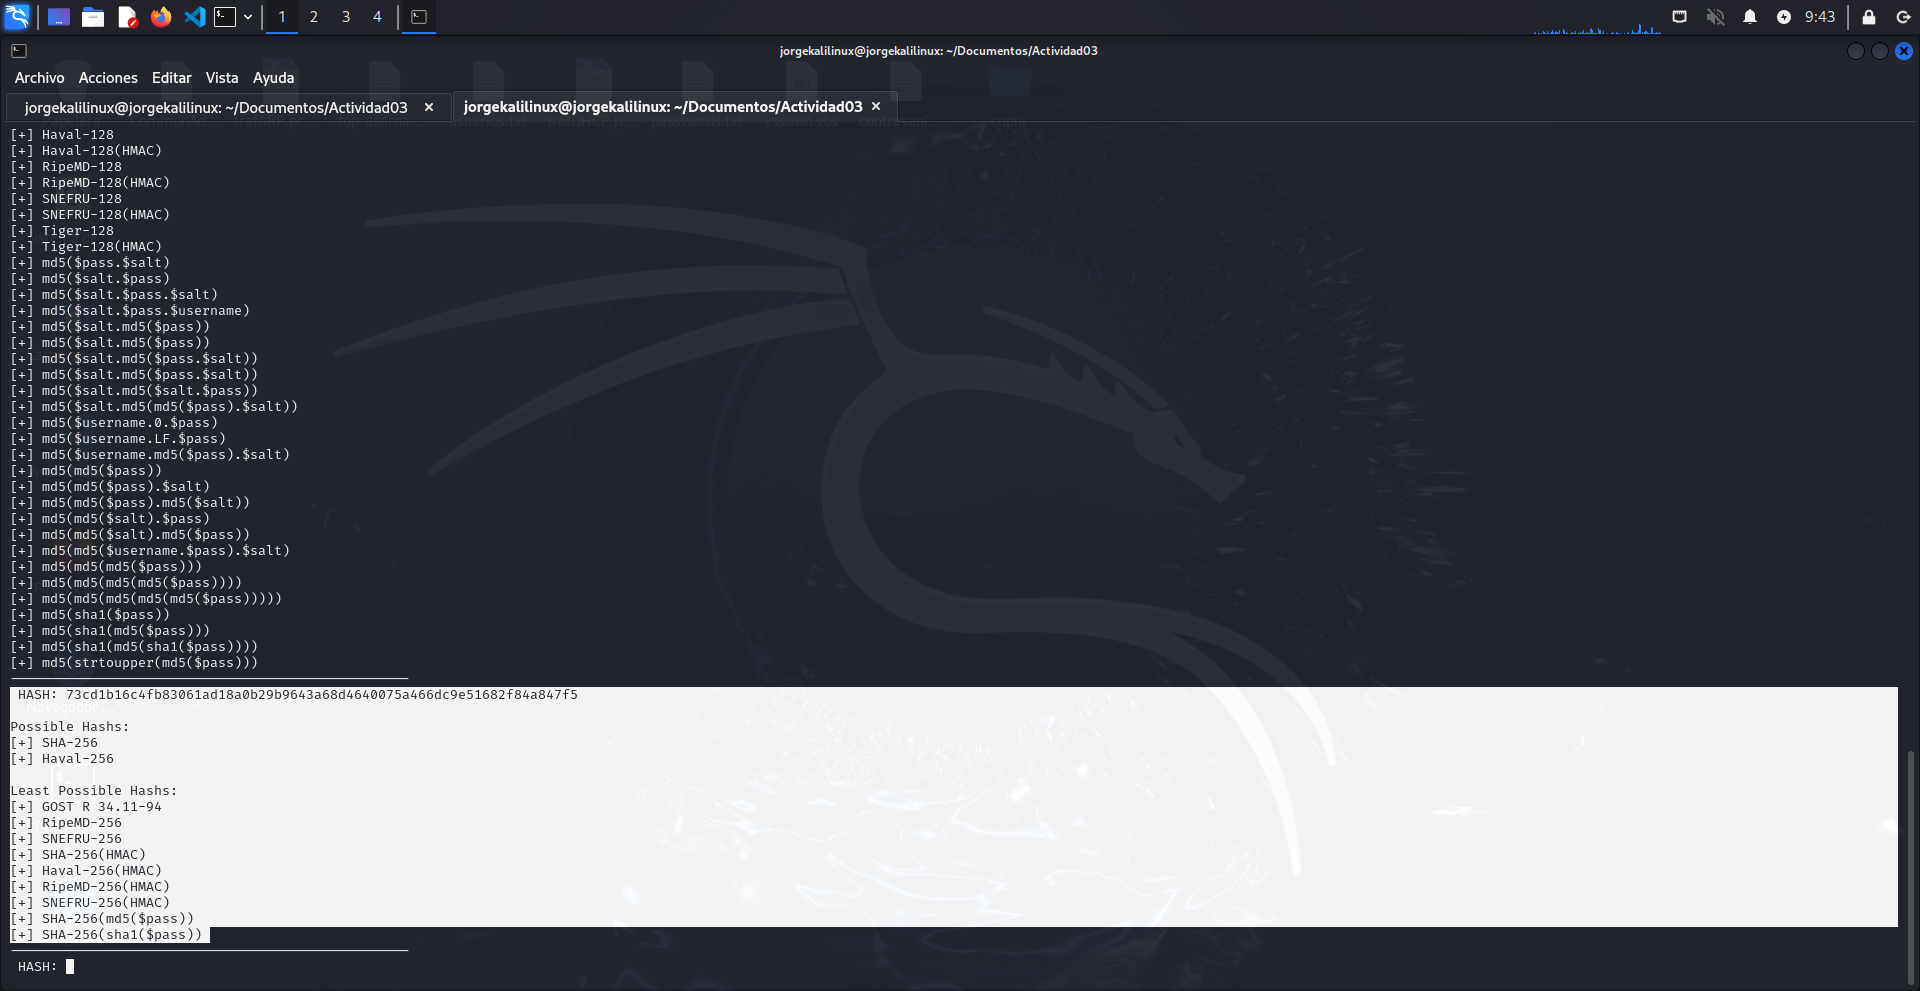 1 2 3 4
9:43
jorgekalilinux@jorgekalilinux: ~/Documentos/Actividad03
Archivo Acciones Editar Vista Ayuda
jorgekalilinux@jorgekalilinux: ~/Documentos/Actividad03 × jorgekalilinux@jorgekalilinux: ~/Documentos/Actividad03 ×
[+] Haval-128
[+] Haval-128(HMAC)
[+] RipeMD-128
[+] RipeMD-128(HMAC)
[+] SNEFRU-128
[+] SNEFRU-128(HMAC)
[+] Tiger-128
[+] Tiger-128(HMAC)
[+] md5($pass.$salt)
[+] md5($salt.$pass)
[+] md5($salt.$pass.$salt)
[+] md5($salt.$pass.$username)
[+] md5($salt.md5($pass))
[+] md5($salt.md5($pass))
[+] md5($salt.md5($pass.$salt))
[+] md5($salt.md5($pass.$salt))
[+] md5($salt.md5($salt.$pass))
[+] md5($salt.md5(md5($pass).$salt))
[+] md5($username.0.$pass)
[+] md5($username.LF.$pass)
[+] md5($username.md5($pass).$salt)
[+] md5(md5($pass))
[+] md5(md5($pass).$salt)
[+] md5(md5($pass).md5($salt))
[+] md5(md5($salt).$pass)
[+] md5(md5($salt).md5($pass))
[+] md5(md5($username.$pass).$salt)
[+] md5(md5(md5($pass)))
[+] md5(md5(md5(md5($pass))))
[+] md5(md5(md5(md5(md5($pass)))))
[+] md5(sha1($pass))
[+] md5(sha1(md5($pass)))
[+] md5(sha1(md5(sha1($pass))))
[+] md5(strtoupper(md5($pass)))
HASH: 73cd1b16c4fb83061ad18a0b29b9643a68d4640075a466dc9e51682f84a847f5
Navegador ...
Possible Hashs:
[+] SHA-256
[+] Haval-256
Least Possible Hashs:
[+] GOST R 34.11-94
[+] RipeMD-256
[+] SNEFRU-256
[+] SHA-256(HMAC)
[+] Haval-256(HMAC)
[+] RipeMD-256(HMAC)
[+] SNEFRU-256(HMAC)
[+] SHA-256(md5($pass))
[+] SHA-256(sha1($pass))
HASH: